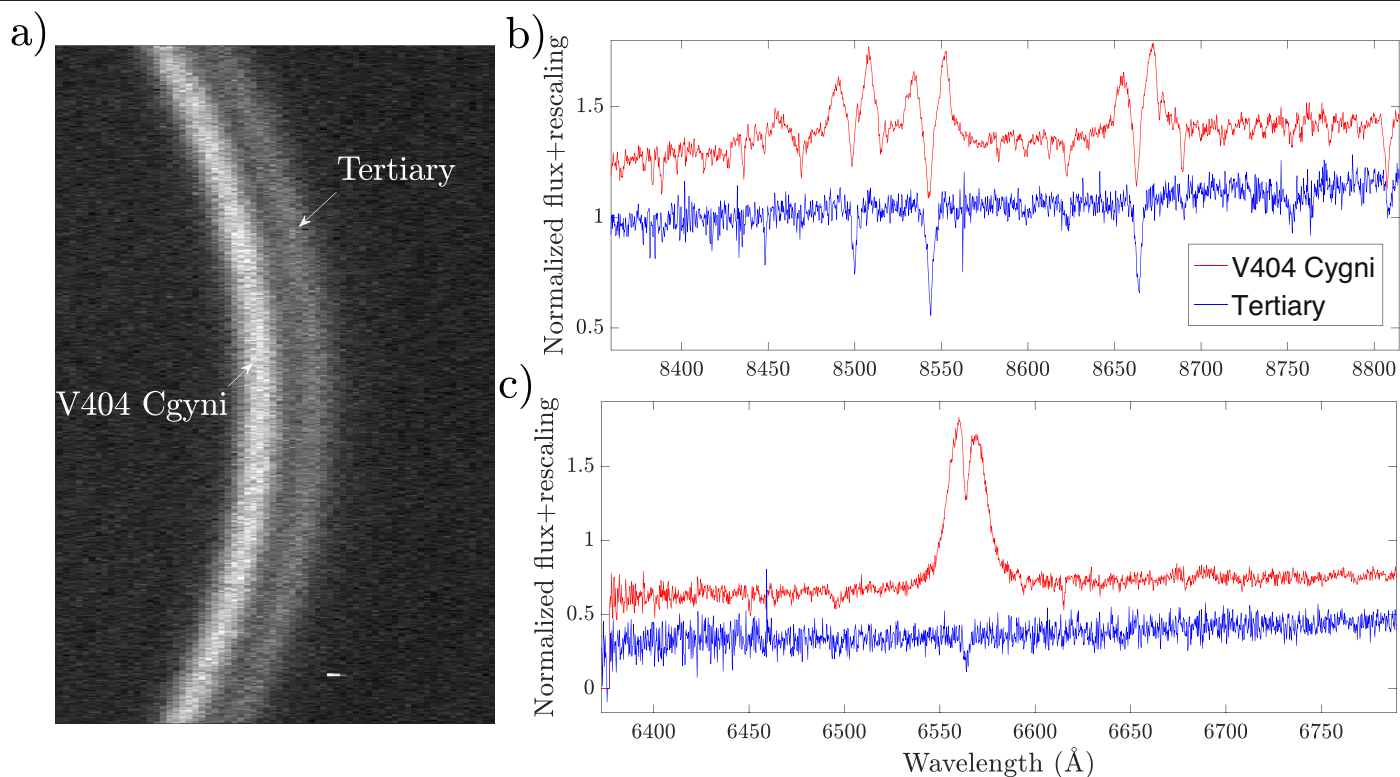 a)
Tertiary
V404 Cgyni
b)
Normalized flux+rescaling
1.5
1
0.5
V404 Cygni
Tertiary
8400 8450 8500 8550 8600 8650 8700 8750 8800
c)
Normalized flux+rescaling
1.5
1
0.5
0
6400 6450 6500 6550 6600 6650 6700 6750
Wavelength (Å)